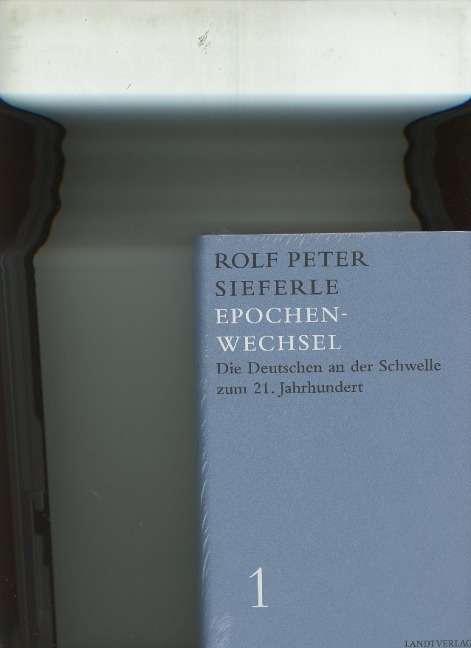 ROLF PETER
SIEFERLE
EPOCHEN-
WECHSEL
Die Deutschen an der Schwelle
zum 21. Jahrhundert
1
LANDTVERLAG